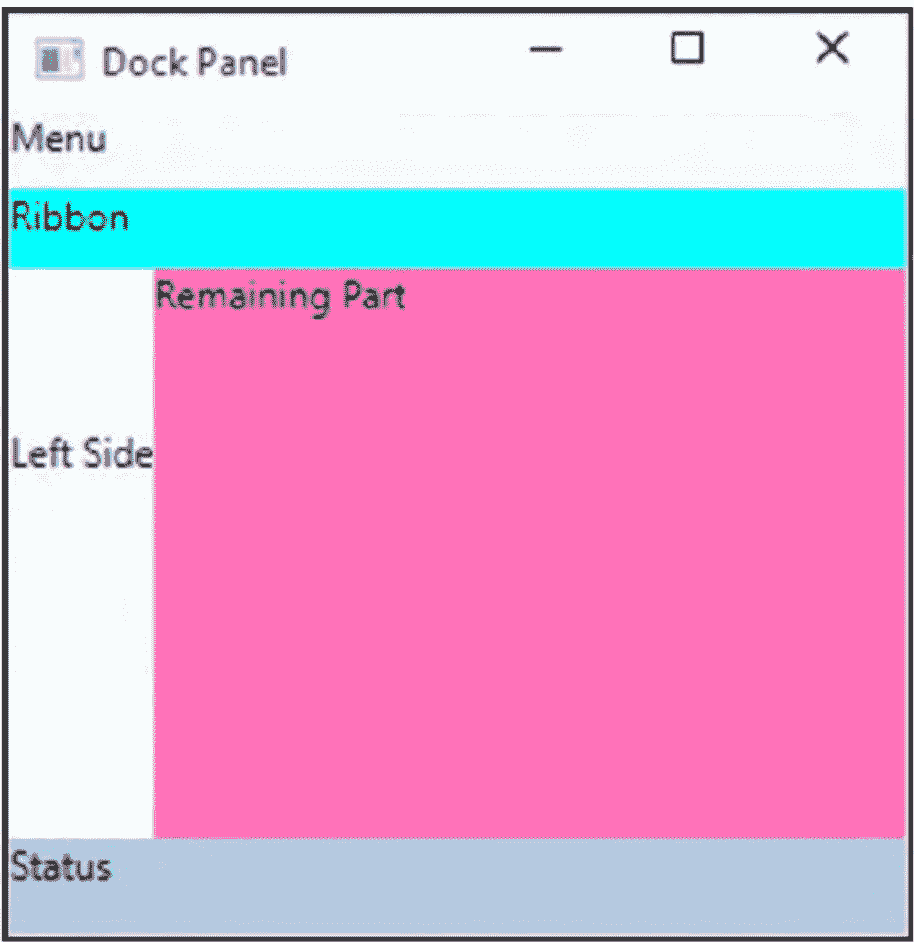 Dock Panel
Menu
Ribbon
Remaining Part
Left Side
Status